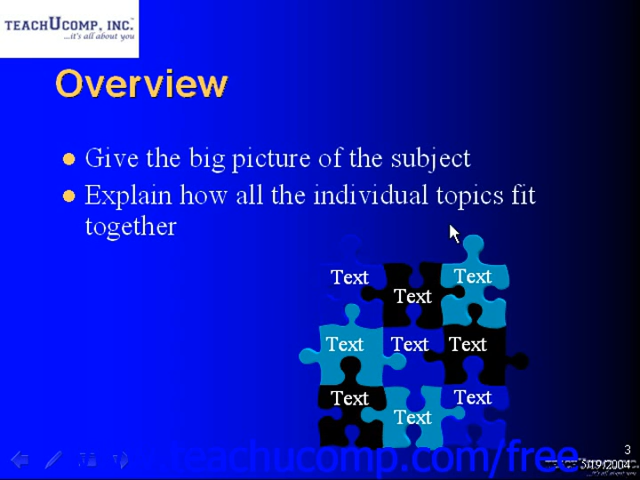 TEACHUCOMP, INC.
...it's all about you
Overview
Give the big picture of the subject
Explain how all the individual topics fit
together
Text
Text
Text
Text
Text
Text
Text
Text
Text
3
.teachucomp.com/free
5/19/2004